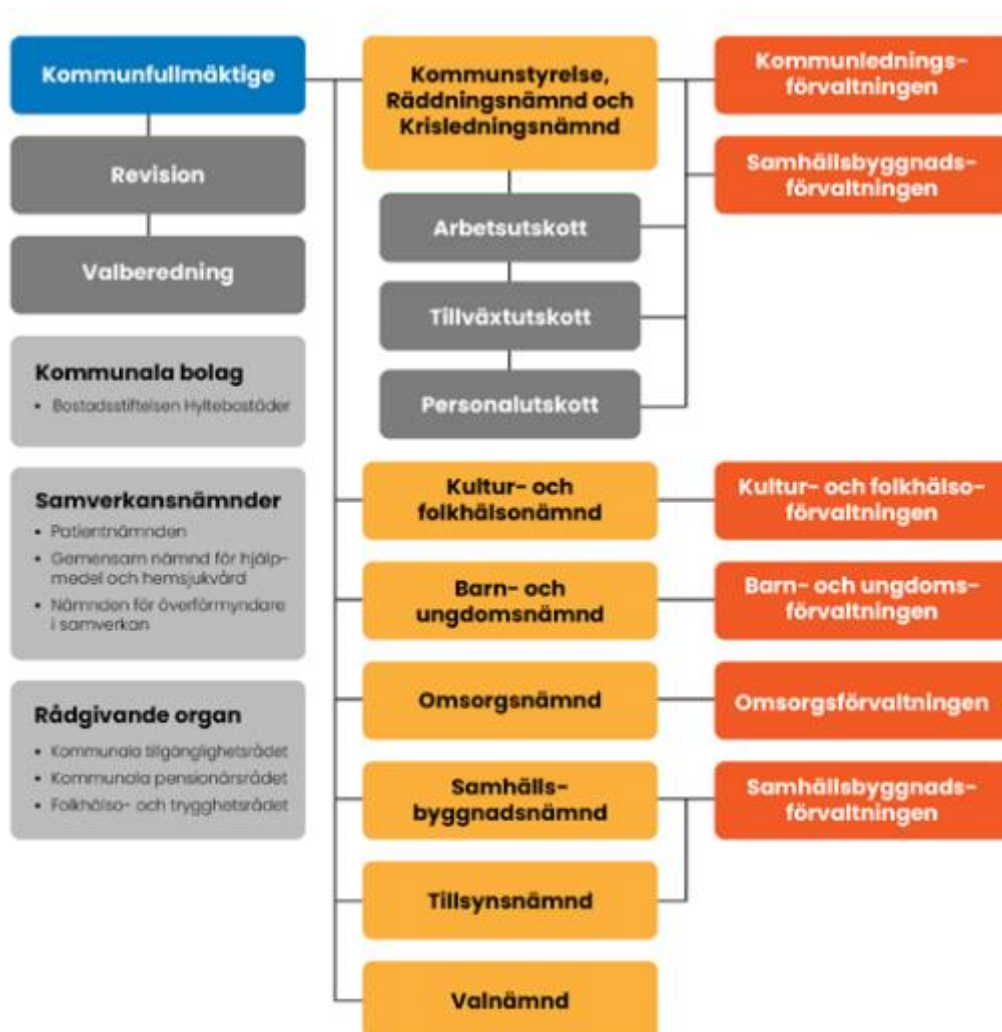 Kommunfullmäktige
Revision
Valberedning
Kommunala bolag
• Bostadsstiftelsen Hyltebostäder
Samverkansnämnder
• Patientnämnden
• Gemensam nämnd för hjälp-
medel och hemsjukvård
• Nämnden för överförmyndare
i samverkan
Rådgivande organ
• Kommunala tillgänglighetsrådet
• Kommunala pensionärsrådet
• Folkhälso- och trygghetsrådet
Kommunstyrelse,
Räddningsnämnd och
Krisledningsnämnd
Arbetsutskott
Tillväxtutskott
Personalutskott
Kultur- och
folkhälsonämnd
Barn- och
ungdomsnämnd
Omsorgsnämnd
Samhälls-
byggnadsnämnd
Tillsynsnämnd
Valnämnd
Kommunlednings-
förvaltningen
Samhällsbyggnads-
förvaltningen
Kultur- och folkhälso-
förvaltningen
Barn- och ungdoms-
förvaltningen
Omsorgsförvaltningen
Samhällsbyggnads-
förvaltningen